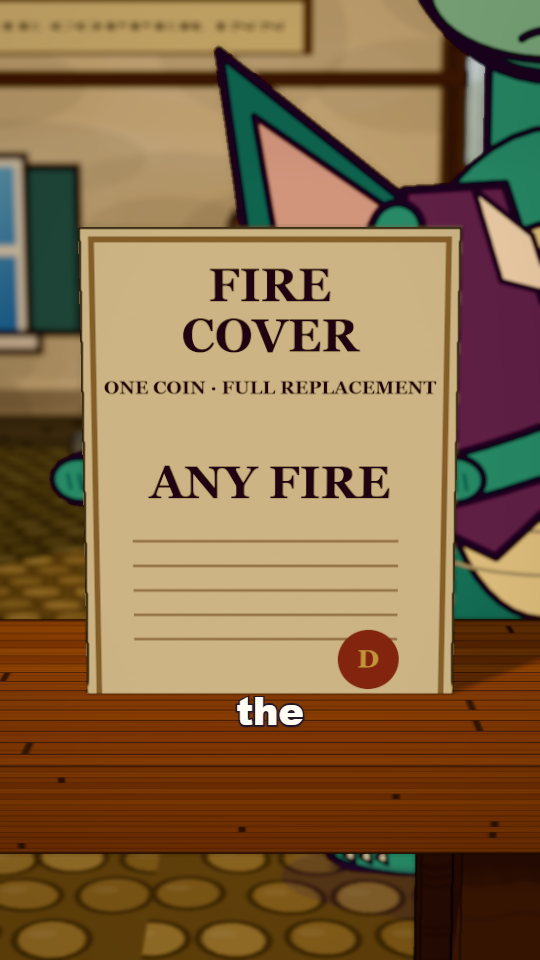 FIRE
COVER
ONE COIN · FULL REPLACEMENT
ANY FIRE
D
the